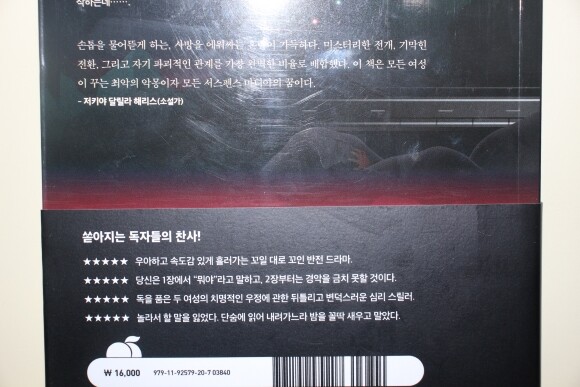 작하는데…….
손톱을 물어뜯게 하는, 사방을 에워싸는 가득하다. 미스터리한 전개, 기막힌
전환, 그리고 자기 파괴적인 관계를 가장 완벽한 비율로 배합했다. 이 책은 모든 여성
이 꾸는 최악의 악몽이자 모든 서스펜스 마니아의 꿈이다.
- 저키야 달릴라 해리스(소설가)
쏟아지는 독자들의 찬사!
★★★★★ 우아하고 속도감 있게 흘러가는 꼬일 대로 꼬인 반전 드라마.
★★★★★ 당신은 1장에서 "뭐야"라고 말하고, 2장부터는 경악을 금치 못할 것이다.
★★★★★ 독을 품은 두 여성의 치명적인 우정에 관한 뒤틀리고 변덕스러운 심리 스릴러.
★★★★★ 놀라서 할 말을 잃었다. 단숨에 읽어 내려가느라 밤을 꼴딱 새우고 말았다.
₩ 16,000 979-11-92579-20-7 03840